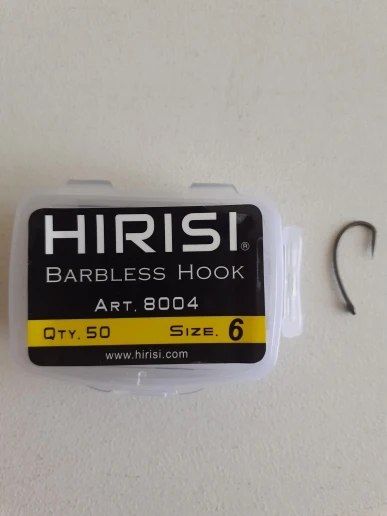 HIRISI®
BARBLESS HOOK
ART. 8004
QTY. 50 SIZE. 6
www.hirisi.com